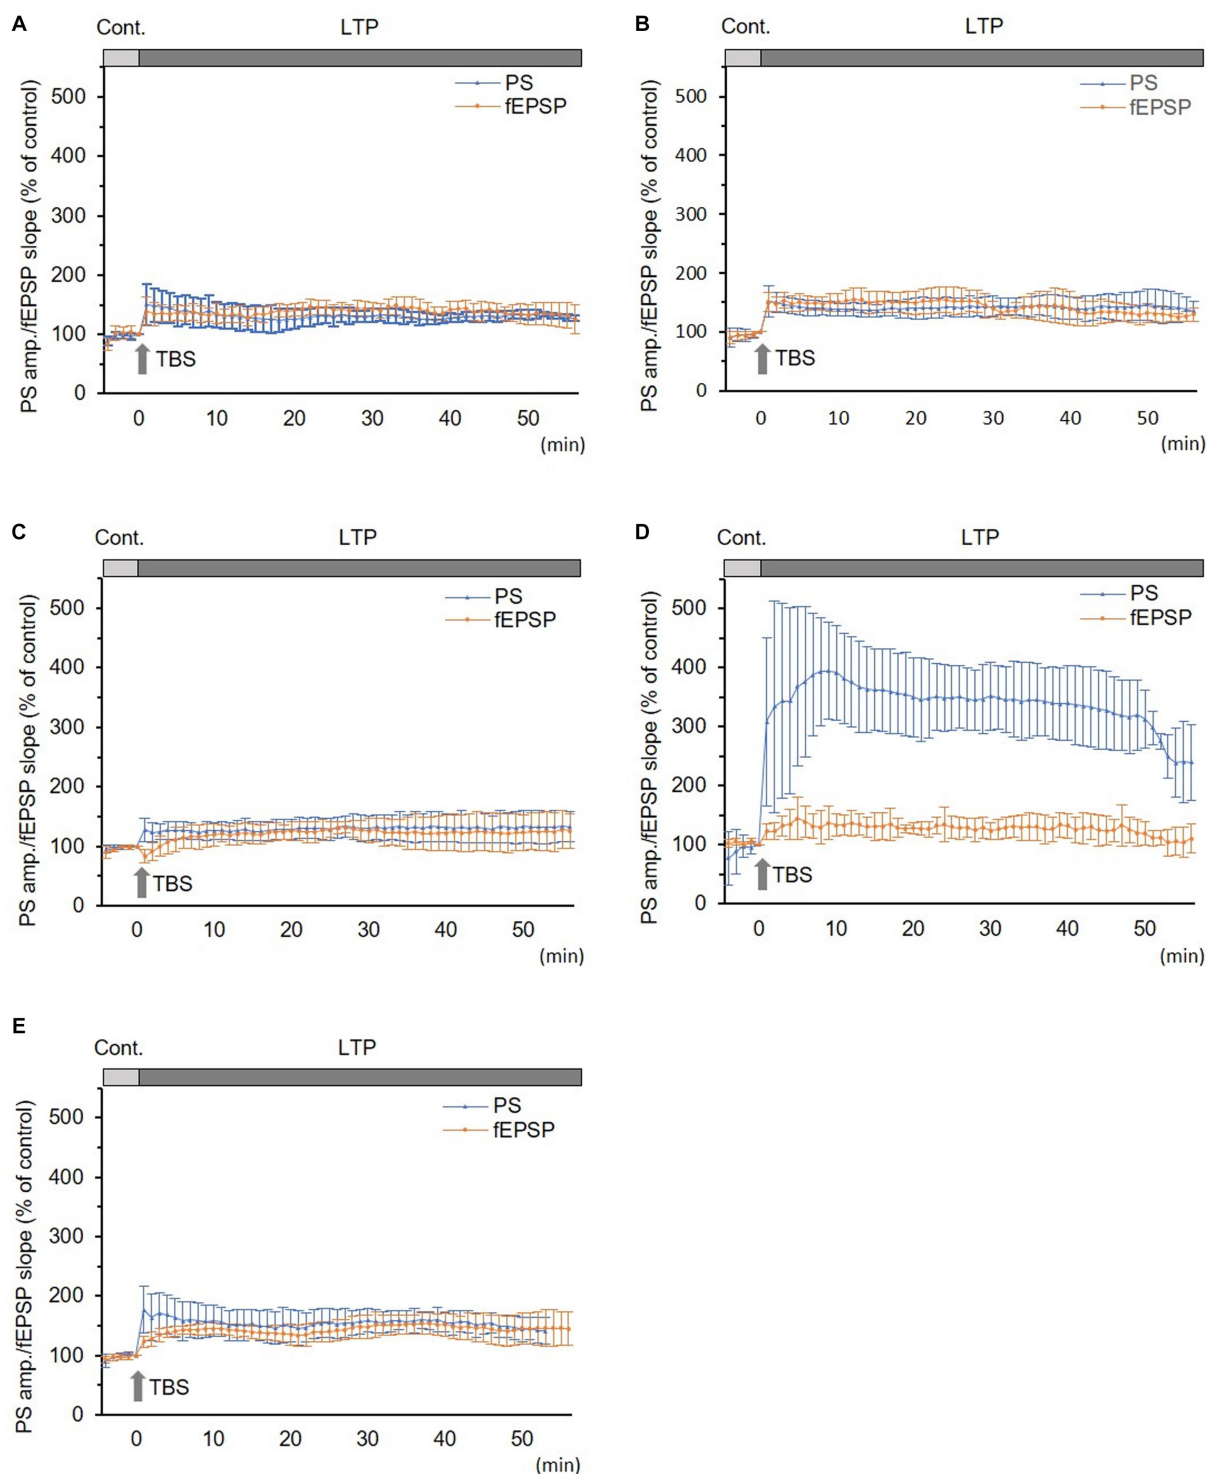 A
Cont. LTP
PS
fEPSP
PS amp./fEPSP slope (% of control)
500
400
300
200
100
0
TBS
0 10 20 30 40 50
(min)
B
Cont. LTP
PS
fEPSP
PS amp./fEPSP slope (% of control)
500
400
300
200
100
0
TBS
0 10 20 30 40 50
(min)
C
Cont. LTP
PS
fEPSP
PS amp./fEPSP slope (% of control)
500
400
300
200
100
0
TBS
0 10 20 30 40 50
(min)
D
Cont. LTP
PS
fEPSP
PS amp./fEPSP slope (% of control)
500
400
300
200
100
0
TBS
0 10 20 30 40 50
(min)
E
Cont. LTP
PS
fEPSP
PS amp./fEPSP slope (% of control)
500
400
300
200
100
0
TBS
0 10 20 30 40 50
(min)